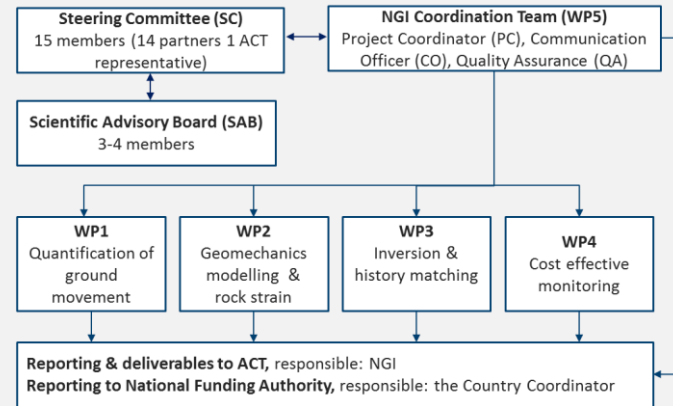 Steering Committee (SC)
15 members (14 partners 1 ACT
representative)
NGI Coordination Team (WP5)
Project Coordinator (PC), Communication
Officer (CO), Quality Assurance (QA)
Scientific Advisory Board (SAB)
3-4 members
WP1
Quantification of
ground
movement
WP2
Geomechanics
modelling & 
rock strain
WP3
Inversion &
history matching
WP4
Cost effective
monitoring
Reporting & deliverables to ACT, responsible: NGI
Reporting to National Funding Authority, responsible: the Country Coordinator